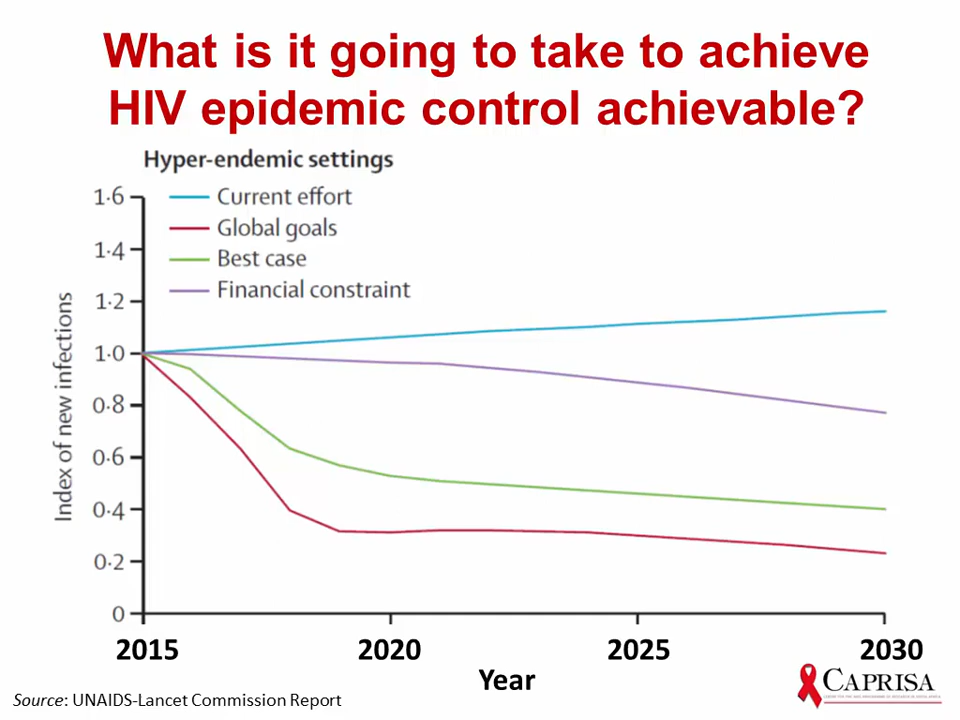 What is it going to take to achieve
HIV epidemic control achievable?
Hyper-endemic settings
Current effort
Global goals
Best case
Financial constraint
Index of new infections
1·6
1·4
1·2
1·0
0·8
0·6
0·4
0·2
0
2015 2020 2025 2030
Year
Source: UNAIDS-Lancet Commission Report
CAPRISA